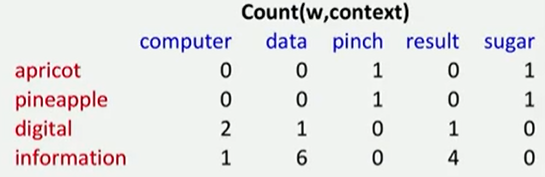 Count(w,context)
computer data pinch result sugar
apricot 0 0 1 0 1
pineapple 0 0 1 0 1
digital 2 1 0 1 0
information 1 6 0 4 0